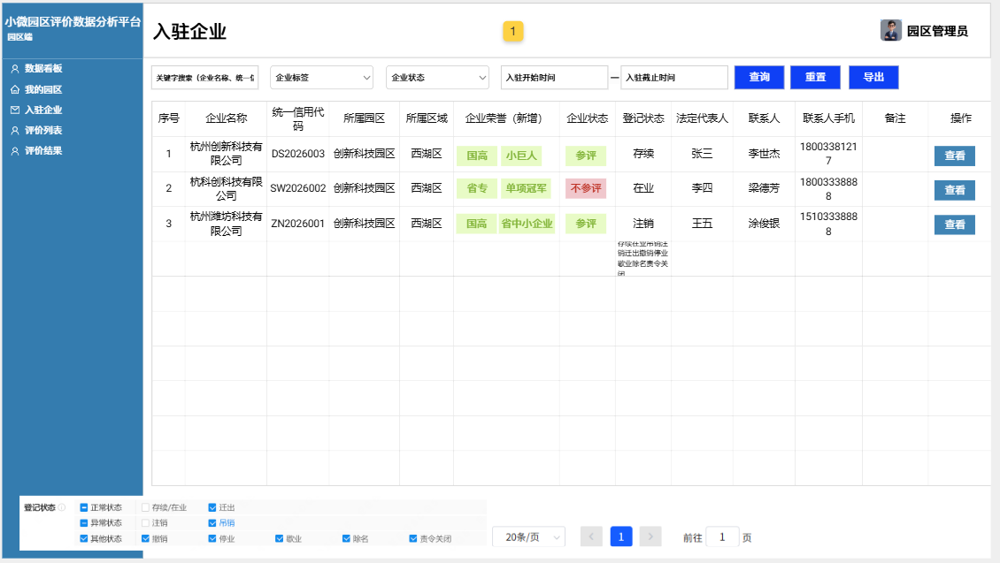 小微园区评价数据分析平台
园区端
数据看板
我的园区
入驻企业
评价列表
评价结果
入驻企业
1
园区管理员
关键字搜索（企业名称、统一信
企业标签
企业状态
入驻开始时间
—
入驻截止时间
查询
重置
导出
序号 企业名称 统一信用代码 所属园区 所属区域 企业荣誉（新增） 企业状态 登记状态 法定代表人 联系人 联系人手机 备注 操作
1 杭州创新科技有限公司 DS2026003 创新科技园区 西湖区 国高 小巨人 参评 存续 张三 李世杰 18003381217 查看
2 杭科创科技有限公司 SW2026002 创新科技园区 西湖区 省专 单项冠军 不参评 在业 李四 梁德芳 18003338888 查看
3 杭州潍坊科技有限公司 ZN2026001 创新科技园区 西湖区 国高 省中小企业 参评 注销 王五 涂俊银 15103338888 查看
存续在业吊销注
销迁出撤销停业
歇业除名责令关
闭
登记状态 正常状态 存续/在业 迁出
异常状态 注销 吊销
其他状态 撤销 停业 歇业 除名 责令关闭
20条/页 < 1 > 前往 1 页